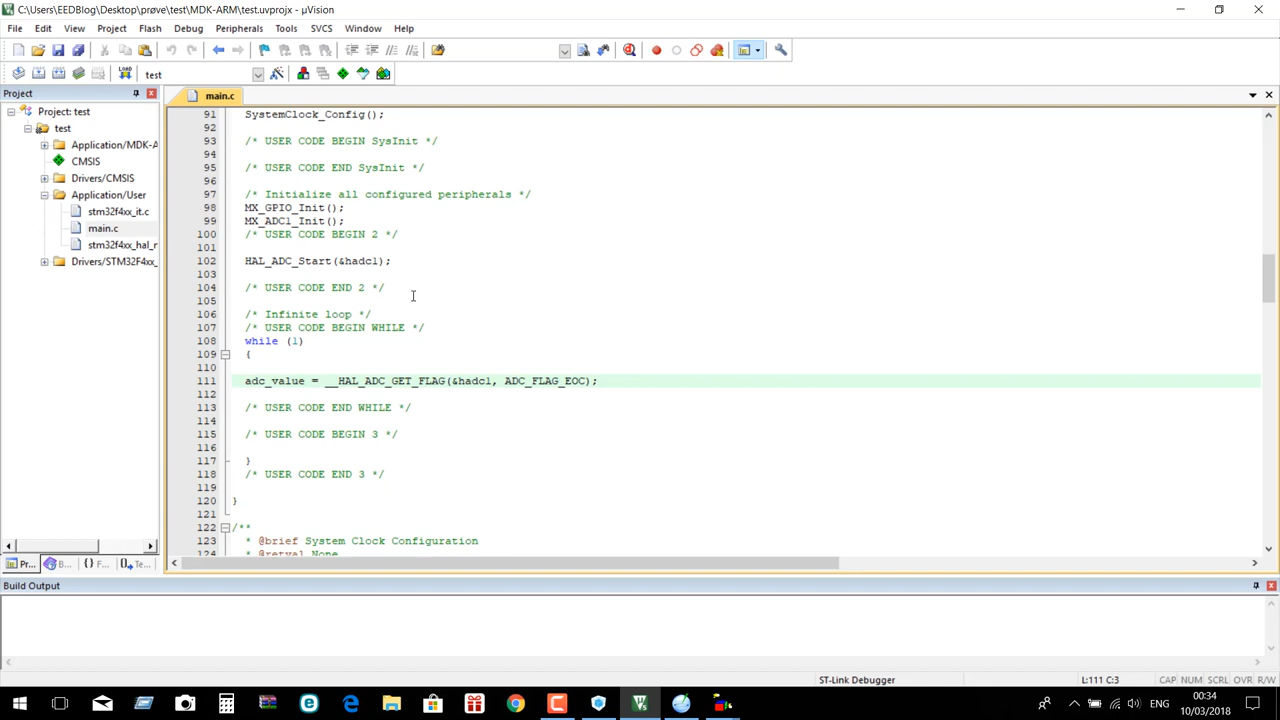 C:\Users\EEDBlog\Desktop\prøve\test\MDK-ARM\test.uvprojx - µVision
File Edit View Project Flash Debug Peripherals Tools SVCS Window Help
LOAD test
Project
main.c
Project: test
test
Application/MDK-A
CMSIS
Drivers/CMSIS
Application/User
stm32f4xx_it.c
main.c
stm32f4xx_hal_m
Drivers/STM32F4xx_
91 SystemClock_Config();
92
93 /* USER CODE BEGIN SysInit */
94
95 /* USER CODE END SysInit */
96
97 /* Initialize all configured peripherals */
98 MX_GPIO_Init();
99 MX_ADC1_Init();
100 /* USER CODE BEGIN 2 */
101
102 HAL_ADC_Start(&hadc1);
103
104 /* USER CODE END 2 */
105
106 /* Infinite loop */
107 /* USER CODE BEGIN WHILE */
108 while (1)
109 {
110
111 adc_value = __HAL_ADC_GET_FLAG(&hadc1, ADC_FLAG_EOC);
112
113 /* USER CODE END WHILE */
114
115 /* USER CODE BEGIN 3 */
116
117 }
118 /* USER CODE END 3 */
119
120 }
121
122 /**
123 * @brief System Clock Configuration
124 * @retval None
Pr... B... {} F... Te...
Build Output
ST-Link Debugger L:111 C:3 CAP NUM SCRL OVR R/W
ENG
00:34
10/03/2018